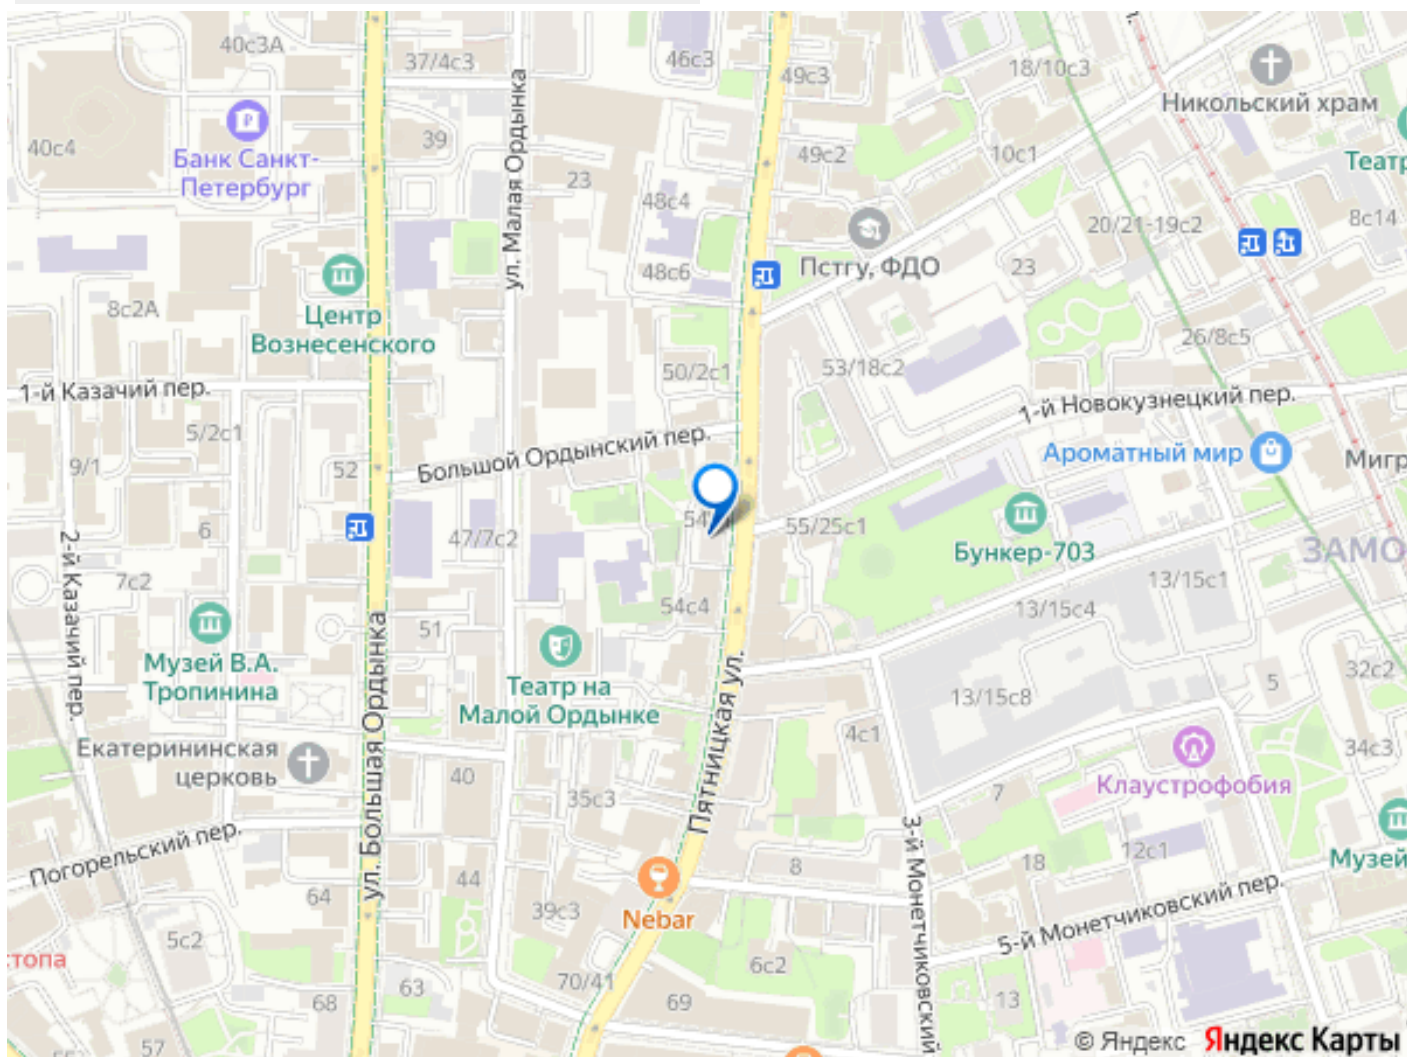 40с3А
37/4с3
46с3
49с3
18/10с3
Никольский храм
40с4
Банк Санкт-
Петербург
39
ул. Малая Ордынка
23
48с4
49с2
10с1
Театр
8с14
20/21-19с2
48с6
Пстгу, ФДО
23
8с2А
Центр
Вознесенского
26/8с5
50/2с1
53/18с2
1-й Казачий пер.
1-й Новокузнецкий пер.
5/2с1
Большой Ордынский пер.
9/1
52
Ароматный мир
Мигр
6
47/7с2
54
55/25с1
Бункер-703
ЗАМО
2-й Казачий пер.
7с2
13/15с1
54с4
13/15с4
51
Музей В.А.
Тропинина
ул. Большая Ордынка
Театр на
Малой Ордынке
Пятницкая ул.
13/15с8
5
32с2
4с1
34с3
Екатерининская
церковь
40
35с3
7
Клаустрофобия
3-й Монетчиковский
Погорельский пер.
8
18
12с1
Музей
64
44
Nebar
39с3
5-й Монетчиковский пер.
5с2
стопа
6с2
70/41
68
63
69
13
57
© Яндекс
Яндекс Карты